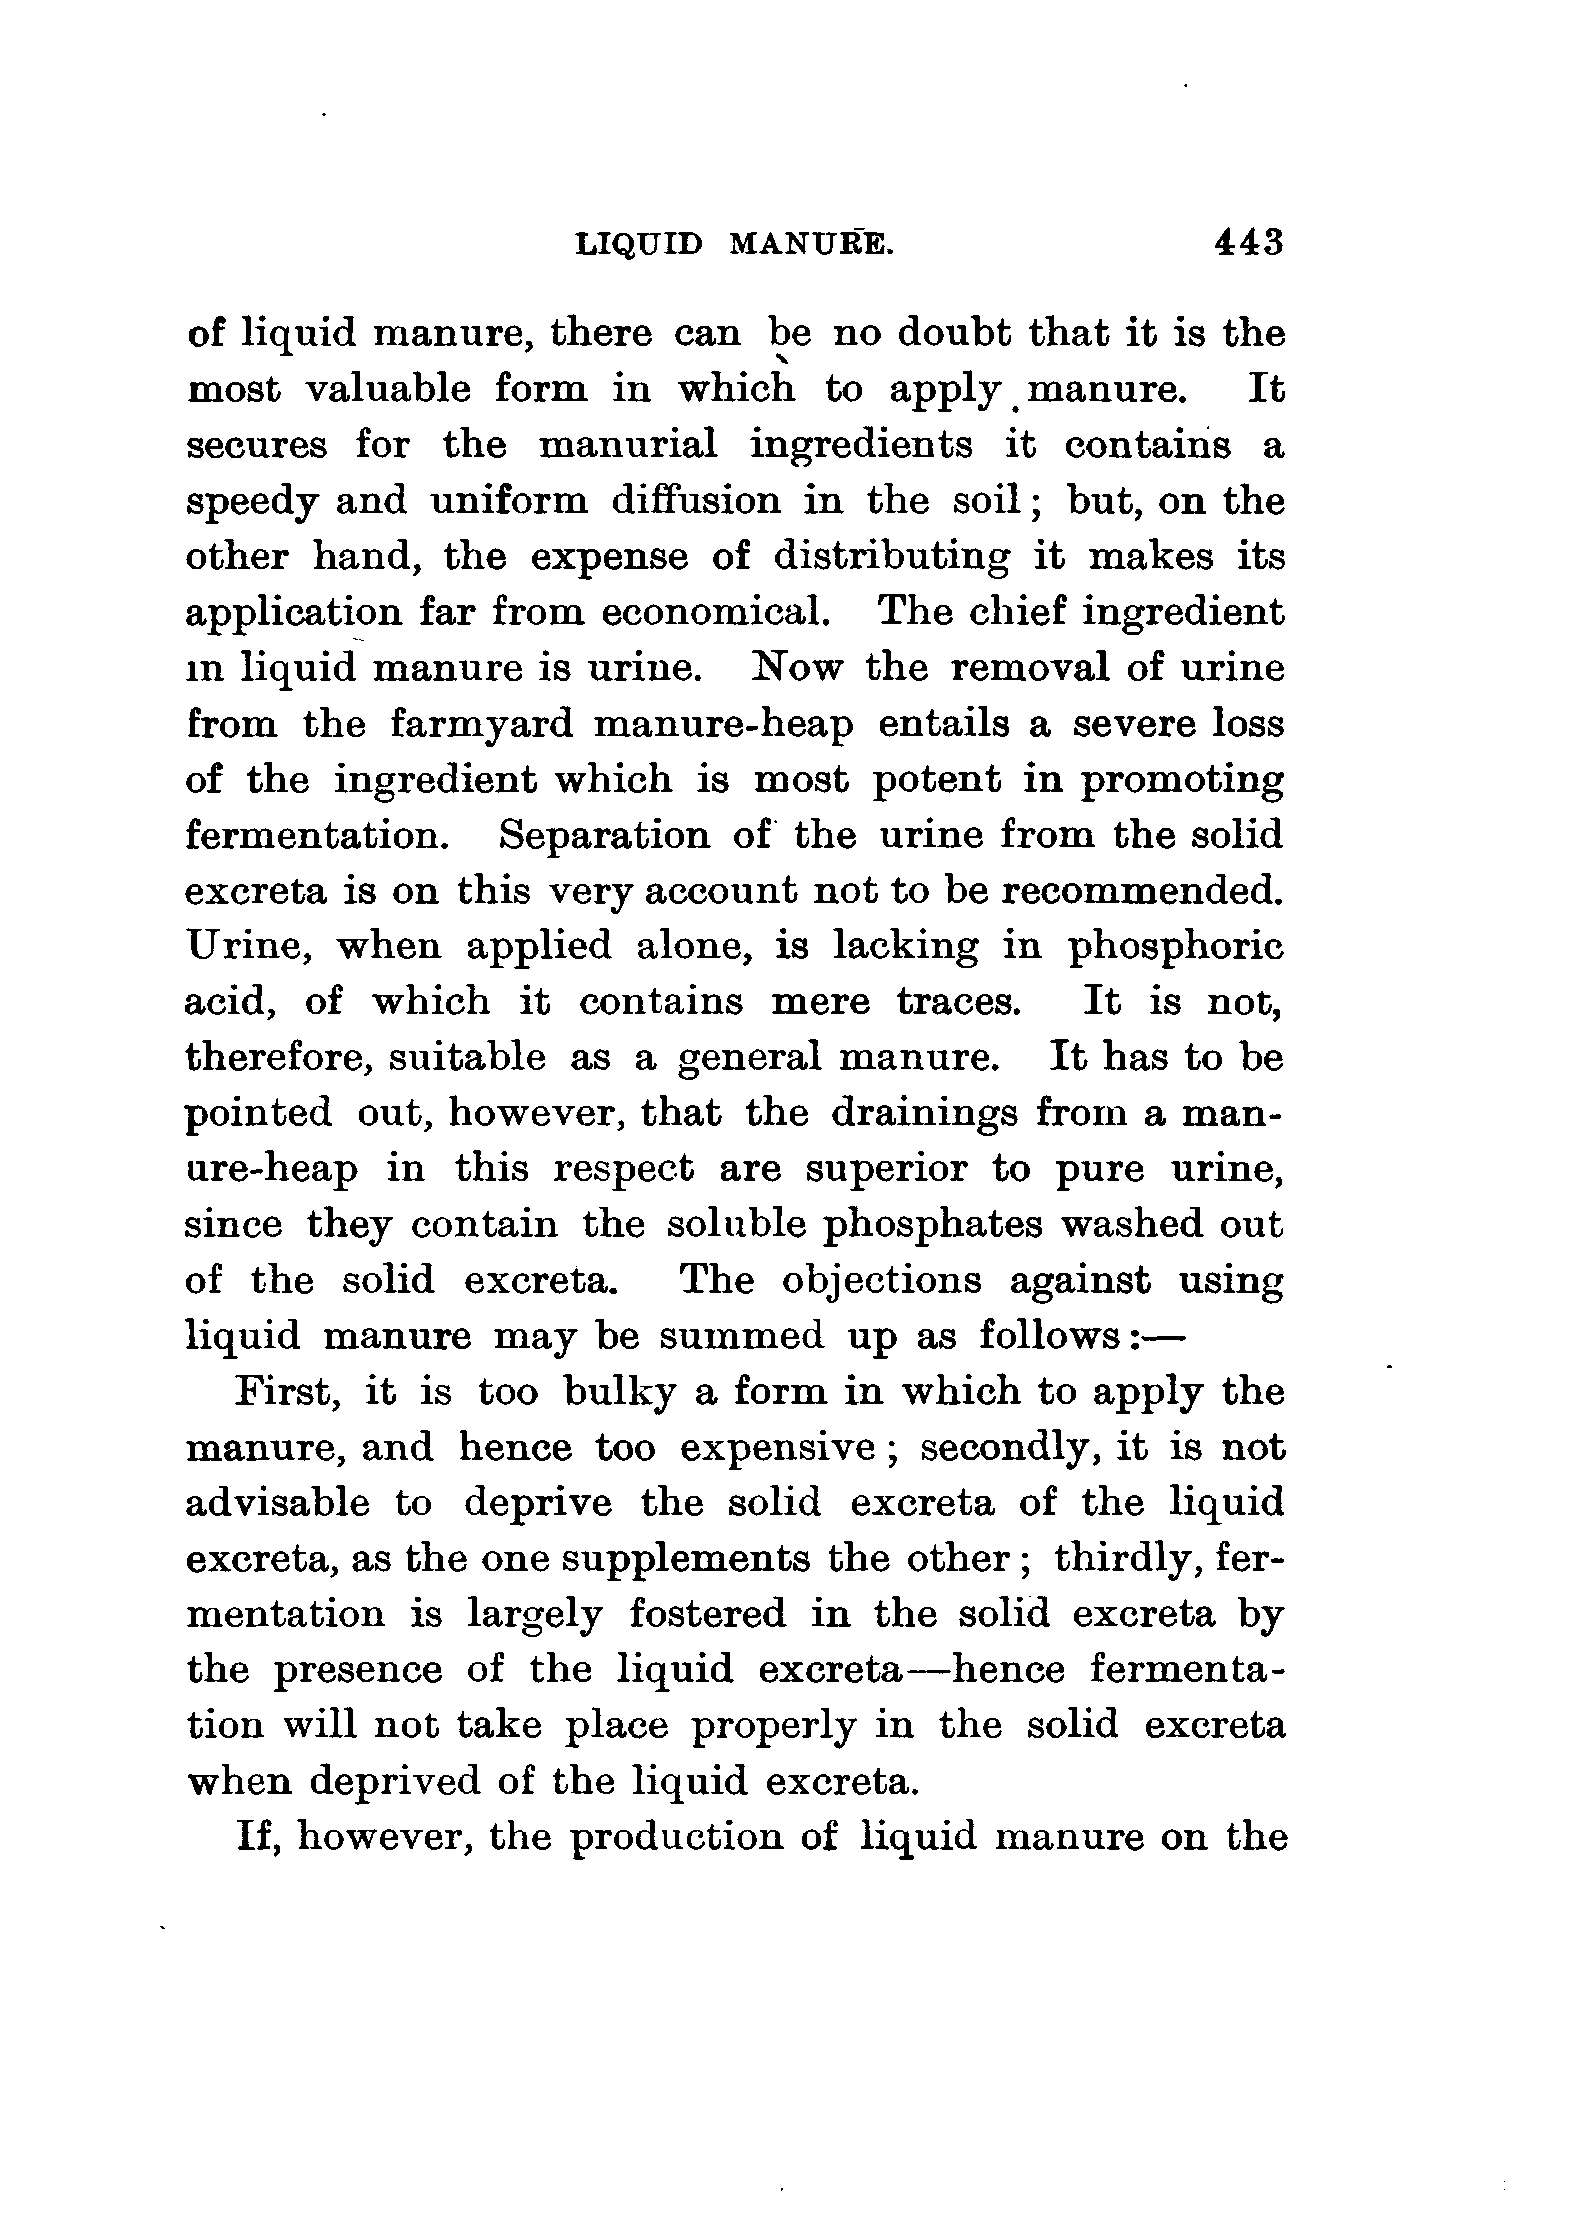 LIQUID MANURE. 443
of liquid manure, there can be no doubt that it is the
most valuable form in which to apply manure. It
secures for the manurial ingredients it contains a
speedy and uniform diffusion in the soil; but, on the
other hand, the expense of distributing it makes its
application far from economical. The chief ingredient
in liquid manure is urine. Now the removal of urine
from the farmyard manure-heap entails a severe loss
of the ingredient which is most potent in promoting
fermentation. Separation of the urine from the solid
excreta is on this very account not to be recommended.
Urine, when applied alone, is lacking in phosphoric
acid, of which it contains mere traces. It is not,
therefore, suitable as a general manure. It has to be
pointed out, however, that the drainings from a man-
ure-heap in this respect are superior to pure urine,
since they contain the soluble phosphates washed out
of the solid excreta. The objections against using
liquid manure may be summed up as follows:—
First, it is too bulky a form in which to apply the
manure, and hence too expensive; secondly, it is not
advisable to deprive the solid excreta of the liquid
excreta, as the one supplements the other; thirdly, fer-
mentation is largely fostered in the solid excreta by
the presence of the liquid excreta—hence fermenta-
tion will not take place properly in the solid excreta
when deprived of the liquid excreta.
If, however, the production of liquid manure on the